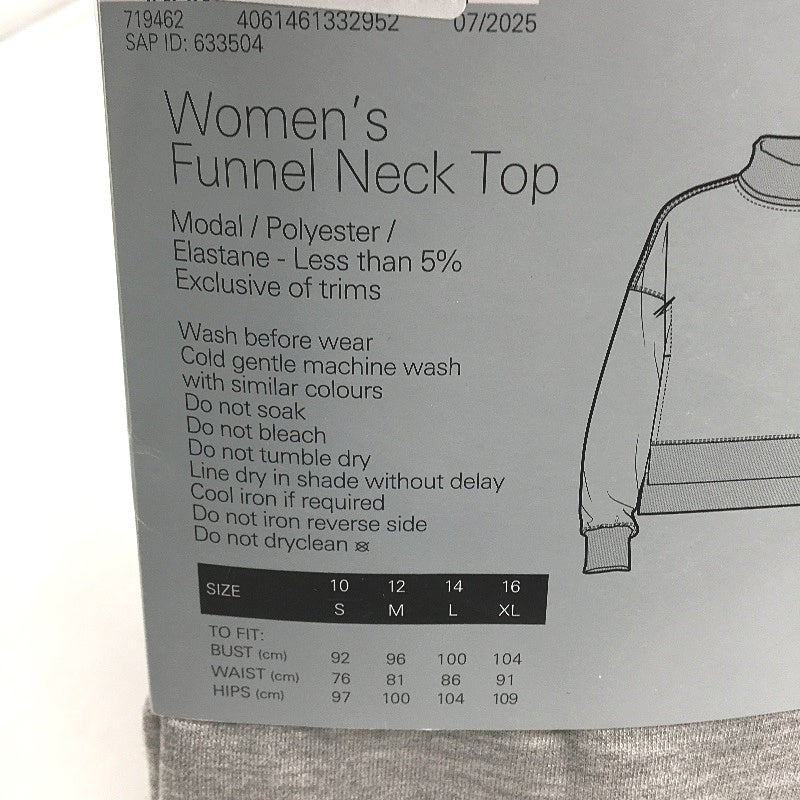 719462 4061461332952 07/2025
SAP ID: 633504
Women's
Funnel Neck Top
Modal / Polyester /
Elastane - Less than 5%
Exclusive of trims
Wash before wear
Cold gentle machine wash
with similar colours
Do not soak
Do not bleach
Do not tumble dry
Line dry in shade without delay
Cool iron if required
Do not iron reverse side
Do not dryclean
SIZE 10 12 14 16
S M L XL
TO FIT:
BUST (cm) 92 96 100 104
WAIST (cm) 76 81 86 91
HIPS (cm) 97 100 104 109